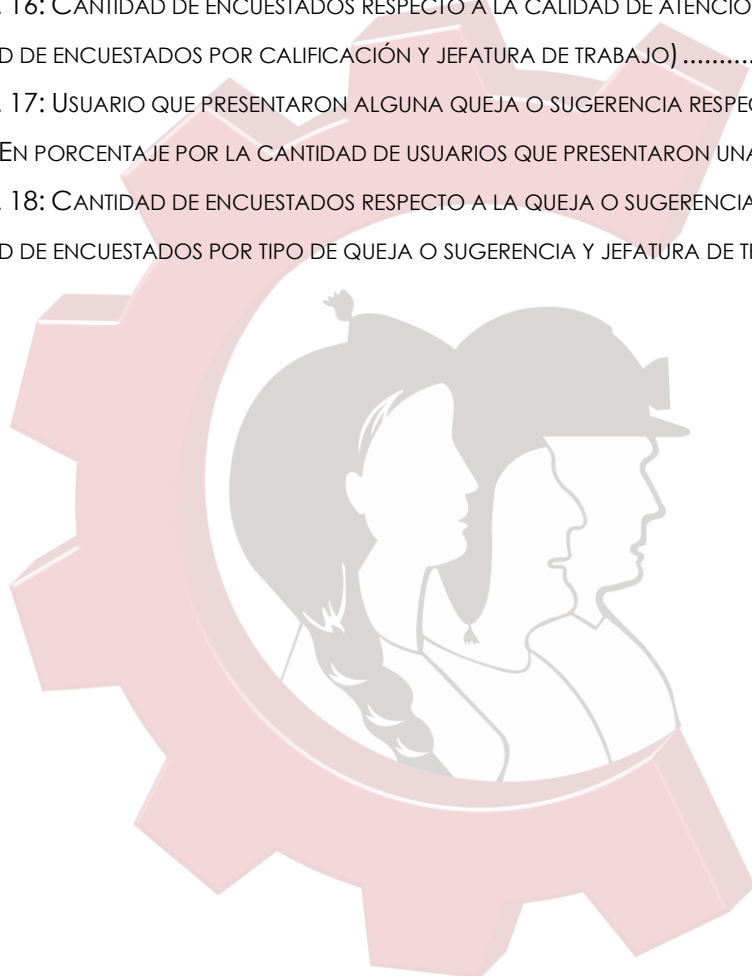 . 16: CANTIDAD DE ENCUESTADOS RESPECTO A LA CALIDAD DE ATENCIO
D DE ENCUESTADOS POR CALIFICACIÓN Y JEFATURA DE TRABAJO) ..........
. 17: USUARIO QUE PRESENTARON ALGUNA QUEJA O SUGERENCIA RESPEC
EN PORCENTAJE POR LA CANTIDAD DE USUARIOS QUE PRESENTARON UNA
. 18: CANTIDAD DE ENCUESTADOS RESPECTO A LA QUEJA O SUGERENCIA
D DE ENCUESTADOS POR TIPO DE QUEJA O SUGERENCIA Y JEFATURA DE T